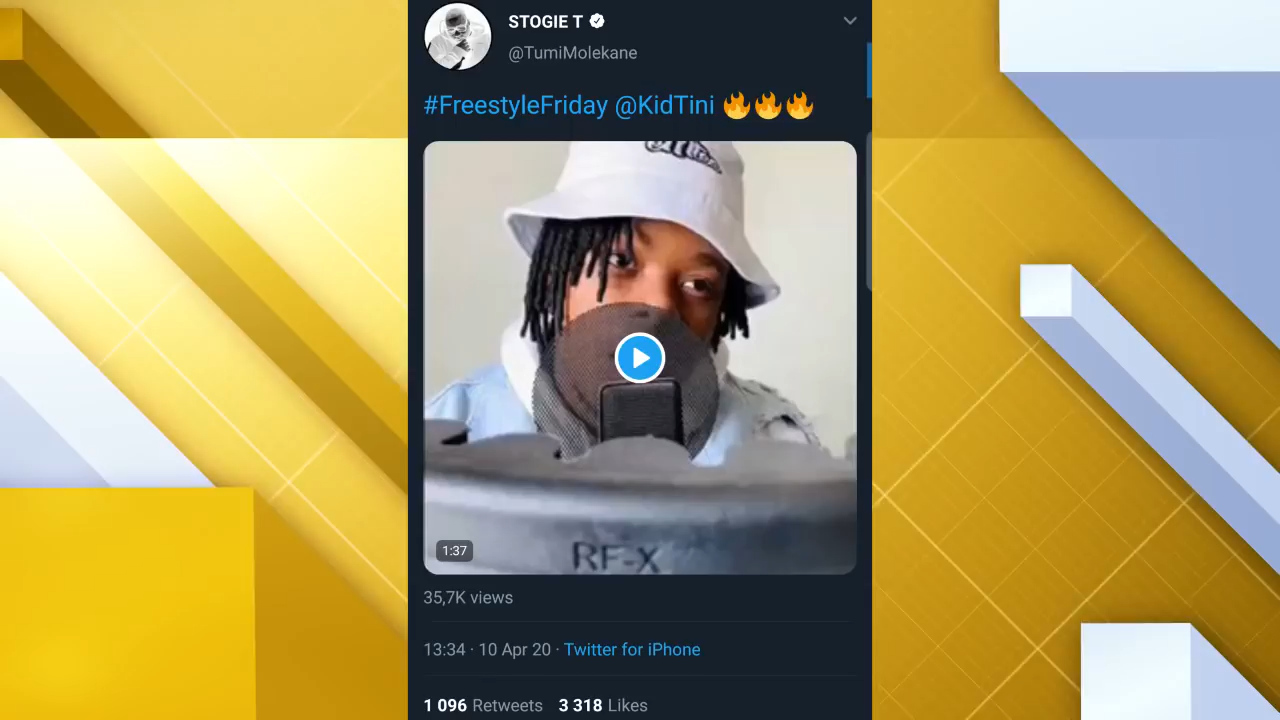 STOGIE T
@TumiMolekane
#FreestyleFriday @KidTini 🔥🔥🔥
1:37
RF-X
35,7K views
13:34 · 10 Apr 20 · Twitter for iPhone
1 096 Retweets 3 318 Likes